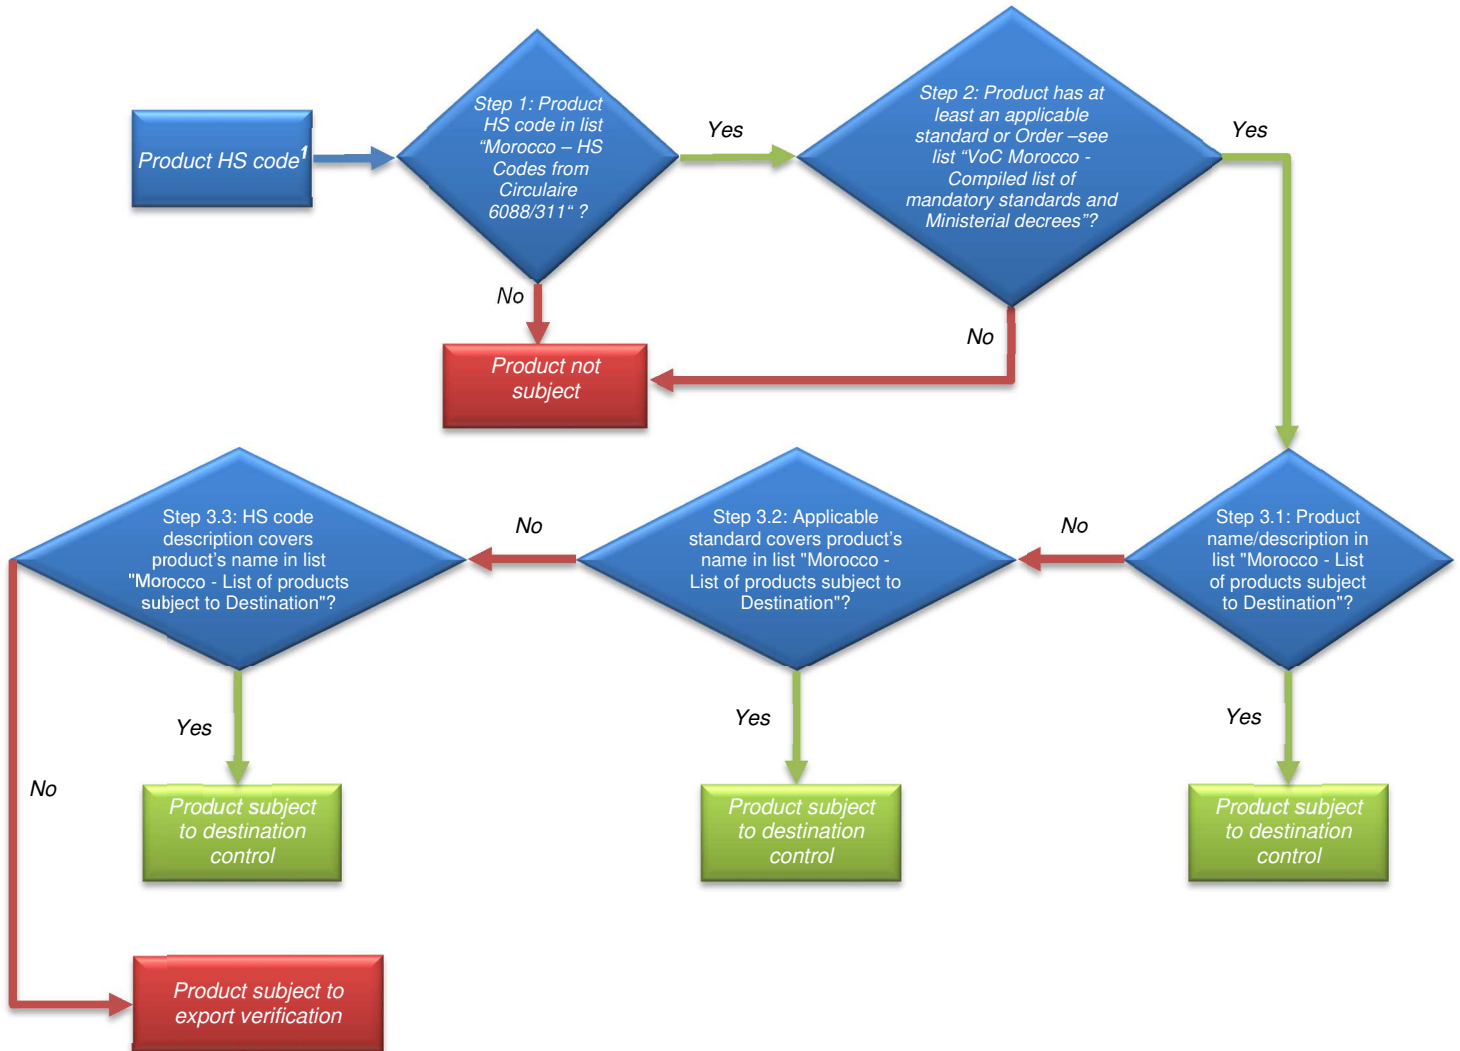 Product HS code1
Step 1: Product
HS code in list
“Morocco – HS
Codes from
Circulaire
6088/311“ ?
Yes
Step 2: Product has at
least an applicable
standard or Order –see
list “VoC Morocco -
Compiled list of
mandatory standards and
Ministerial decrees”?
Yes
No
No
Product not
subject
Step 3.1: Product
name/description in
list "Morocco - List
of products subject
to Destination"?
No
Step 3.2: Applicable
standard covers product’s
name in list "Morocco -
List of products subject to
Destination"?
No
Step 3.3: HS code
description covers
product’s name in list
"Morocco - List of products
subject to Destination"?
Yes
Yes
Yes
No
Product subject
to destination
control
Product subject
to destination
control
Product subject
to destination
control
Product subject to
export verification